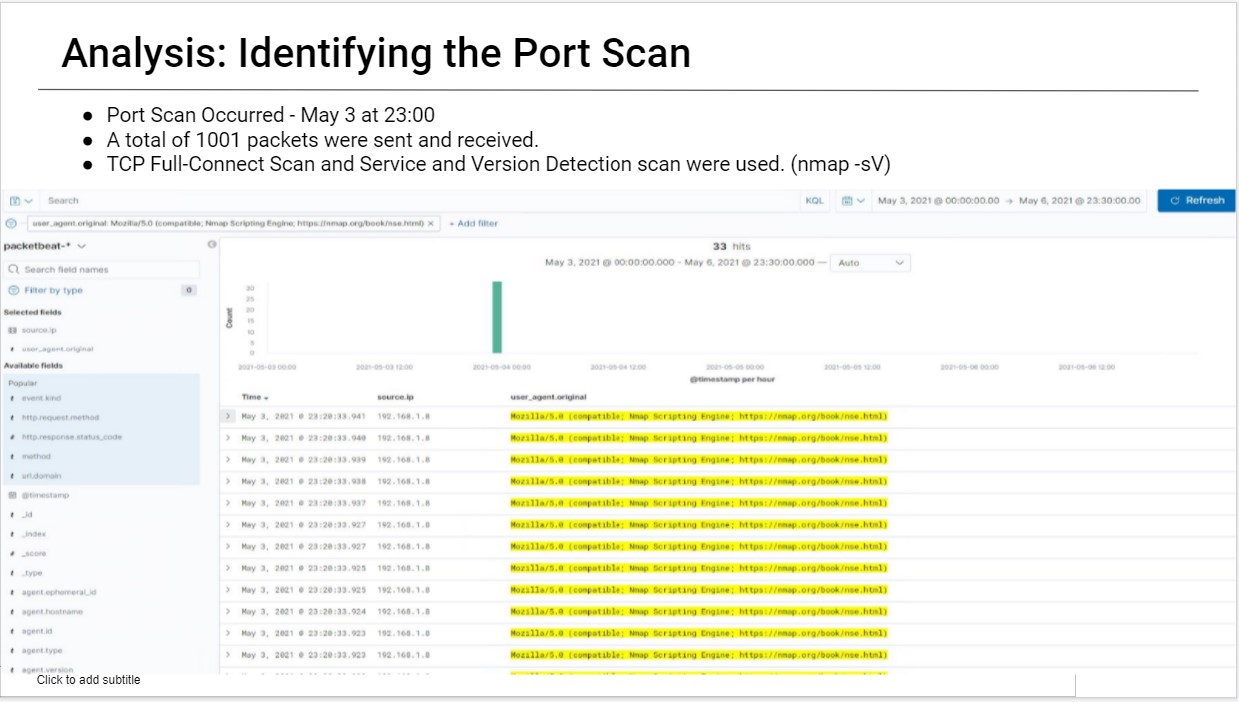 Analysis: Identifying the Port Scan
● Port Scan Occurred - May 3 at 23:00
● A total of 1001 packets were sent and received.
● TCP Full-Connect Scan and Service and Version Detection scan were used. (nmap -sV)
Search KQL May 3, 2021 @ 00:00:00.00 → May 6, 2021 @ 23:30:00.00 Refresh
user_agent.original: Mozilla/5.0 (compatible; Nmap Scripting Engine; https://nmap.org/book/nse.html) × + Add filter
packetbeat-*
33 hits
Search field names
May 3, 2021 @ 00:00:00.000 - May 6, 2021 @ 23:30:00.000 — Auto
Filter by type 0
Selected fields
source.ip
t user_agent.original
Available fields
Popular
t event.kind
t http.request.method
# http.response.status_code
t method
t url.domain
@timestamp
t _id
t _index
# _score
t _type
t agent.ephemeral_id
t agent.hostname
t agent.id
t agent.type
t agent.version
Count
30
25
20
15
10
5
0
2021-05-03 00:00 2021-05-03 12:00 2021-05-04 00:00 2021-05-04 12:00 2021-05-05 00:00 2021-05-05 12:00 2021-05-06 00:00 2021-05-06 12:00
@timestamp per hour
Time source.ip user_agent.original
May 3, 2021 @ 23:20:33.941 192.168.1.8 Mozilla/5.0 (compatible; Nmap Scripting Engine; https://nmap.org/book/nse.html)
May 3, 2021 @ 23:20:33.940 192.168.1.8 Mozilla/5.0 (compatible; Nmap Scripting Engine; https://nmap.org/book/nse.html)
May 3, 2021 @ 23:20:33.939 192.168.1.8 Mozilla/5.0 (compatible; Nmap Scripting Engine; https://nmap.org/book/nse.html)
May 3, 2021 @ 23:20:33.938 192.168.1.8 Mozilla/5.0 (compatible; Nmap Scripting Engine; https://nmap.org/book/nse.html)
May 3, 2021 @ 23:20:33.937 192.168.1.8 Mozilla/5.0 (compatible; Nmap Scripting Engine; https://nmap.org/book/nse.html)
May 3, 2021 @ 23:20:33.927 192.168.1.8 Mozilla/5.0 (compatible; Nmap Scripting Engine; https://nmap.org/book/nse.html)
May 3, 2021 @ 23:20:33.927 192.168.1.8 Mozilla/5.0 (compatible; Nmap Scripting Engine; https://nmap.org/book/nse.html)
May 3, 2021 @ 23:20:33.925 192.168.1.8 Mozilla/5.0 (compatible; Nmap Scripting Engine; https://nmap.org/book/nse.html)
May 3, 2021 @ 23:20:33.925 192.168.1.8 Mozilla/5.0 (compatible; Nmap Scripting Engine; https://nmap.org/book/nse.html)
May 3, 2021 @ 23:20:33.924 192.168.1.8 Mozilla/5.0 (compatible; Nmap Scripting Engine; https://nmap.org/book/nse.html)
May 3, 2021 @ 23:20:33.923 192.168.1.8 Mozilla/5.0 (compatible; Nmap Scripting Engine; https://nmap.org/book/nse.html)
May 3, 2021 @ 23:20:33.923 192.168.1.8 Mozilla/5.0 (compatible; Nmap Scripting Engine; https://nmap.org/book/nse.html)
Click to add subtitle